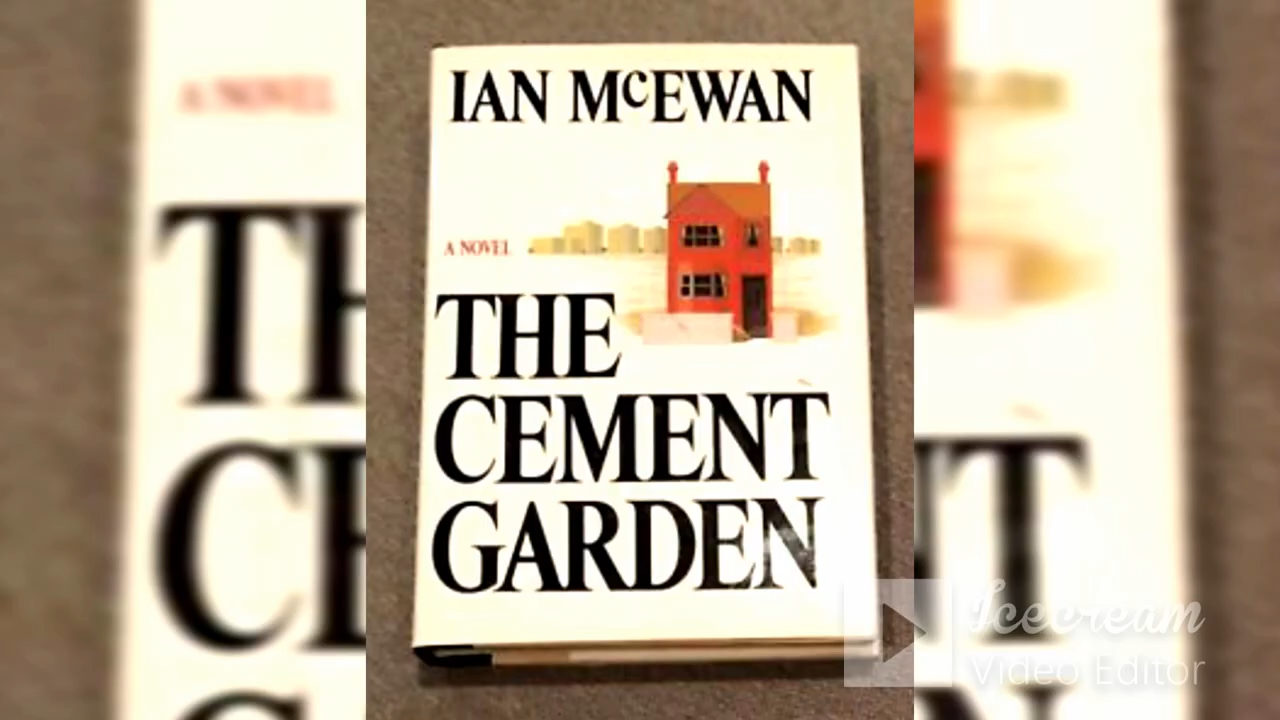 IAN McEWAN
A NOVEL
THE
CEMENT
GARDEN
Icecream
Video Editor